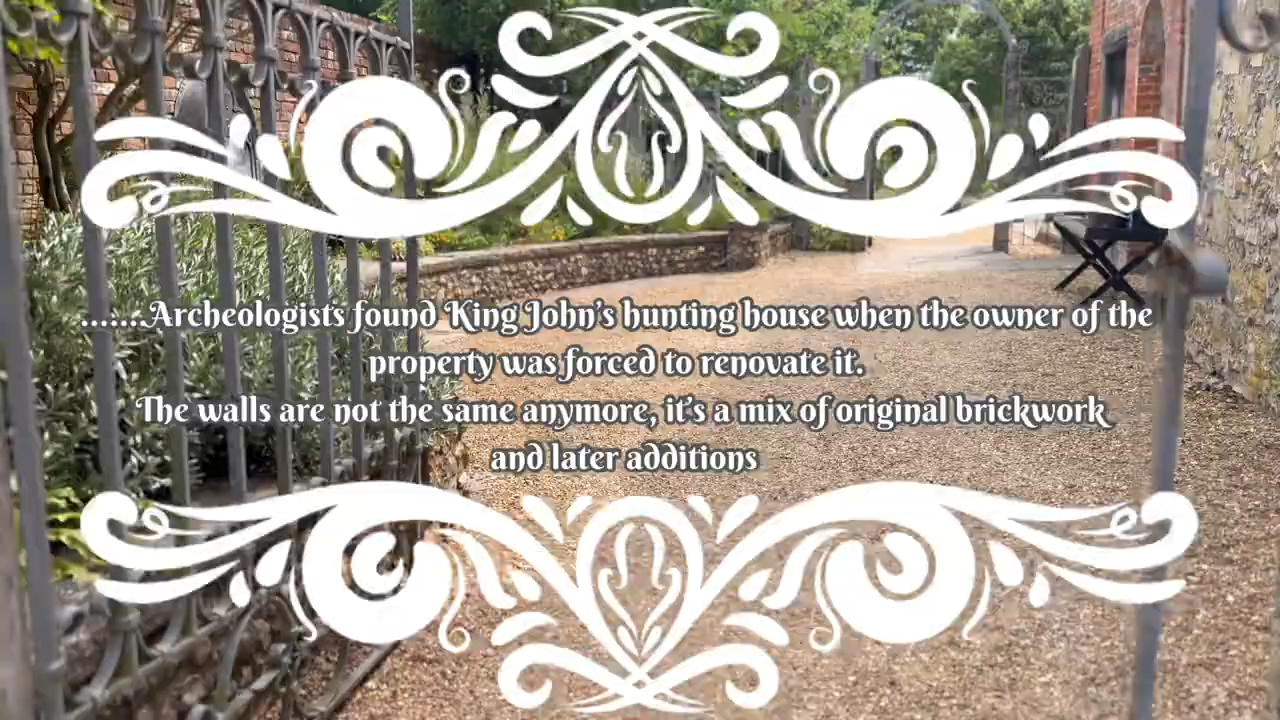 .......Archeologists found King John's hunting house when the owner of the
property was forced to renovate it.
The walls are not the same anymore, it's a mix of original brickwork
and later additions